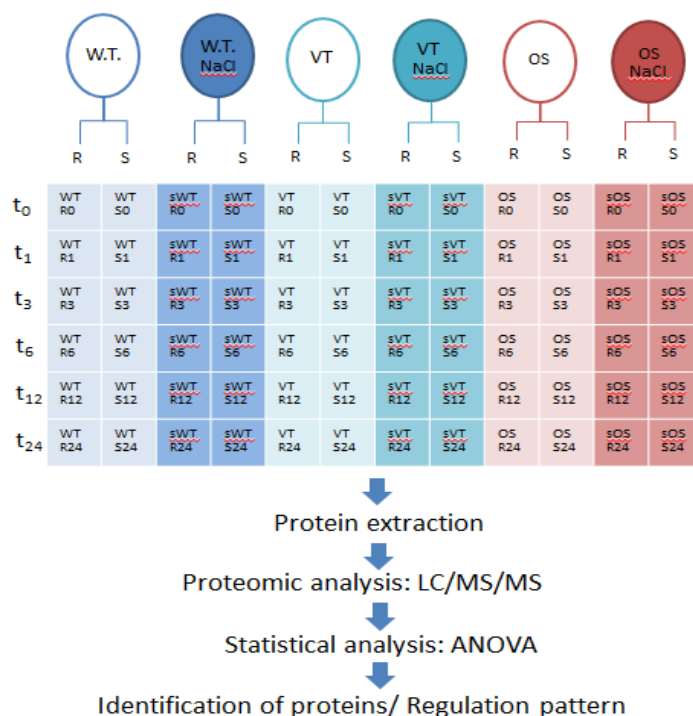 W.T. W.T. NaCl VT VT NaCl OS OS NaCl
R S R S R S R S R S R S
t0 WT R0 WT S0 sWT R0 sWT S0 VT R0 VT S0 sVT R0 sVT S0 OS R0 OS S0 sOS R0 sOS S0
t1 WT R1 WT S1 sWT R1 sWT S1 VT R1 VT S1 sVT R1 sVT S1 OS R1 OS S1 sOS R1 sOS S1
t3 WT R3 WT S3 sWT R3 sWT S3 VT R3 VT S3 sVT R3 sVT S3 OS R3 OS S3 sOS R3 sOS S3
t6 WT R6 WT S6 sWT R6 sWT S6 VT R6 VT S6 sVT R6 sVT S6 OS R6 OS S6 sOS R6 sOS S6
t12 WT R12 WT S12 sWT R12 sWT S12 VT R12 VT S12 sVT R12 sVT S12 OS R12 OS S12 sOS R12 sOS S12
t24 WT R24 WT S24 sWT R24 sWT S24 VT R24 VT S24 sVT R24 sVT S24 OS R24 OS S24 sOS R24 sOS S24
Protein extraction
Proteomic analysis: LC/MS/MS
Statistical analysis: ANOVA
Identification of proteins/ Regulation pattern